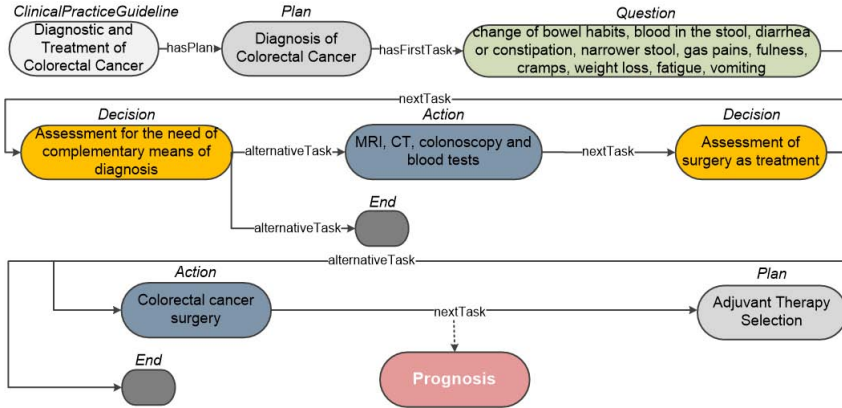 ClinicalPracticeGuideline
Plan
Question
Diagnostic and
Treatment of
Colorectal Cancer
hasPlan
Diagnosis of
Colorectal Cancer
hasFirstTask
change of bowel habits, blood in the stool, diarrhea
or constipation, narrower stool, gas pains, fulness,
cramps, weight loss, fatigue, vomiting
nextTask
Decision
Action
Decision
Assessment for the need of
complementary means of
diagnosis
alternativeTask
MRI, CT, colonoscopy and
blood tests
nextTask
Assessment of
surgery as treatment
End
alternativeTask
alternativeTask
Action
Plan
Colorectal cancer
surgery
nextTask
Adjuvant Therapy
Selection
End
Prognosis